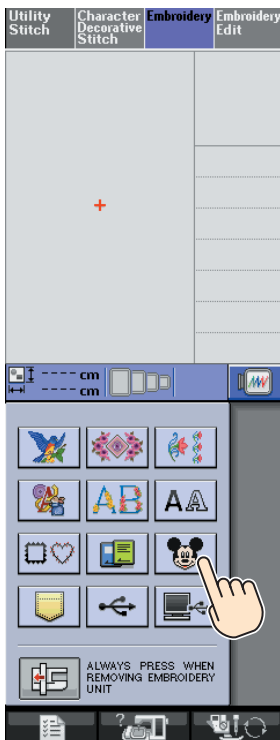 Utility
Stitch
Character
Decorative
Stitch
Embroidery
Embroidery
Edit
---- cm
---- cm
AB
AA
ALWAYS PRESS WHEN
REMOVING EMBROIDERY
UNIT
?